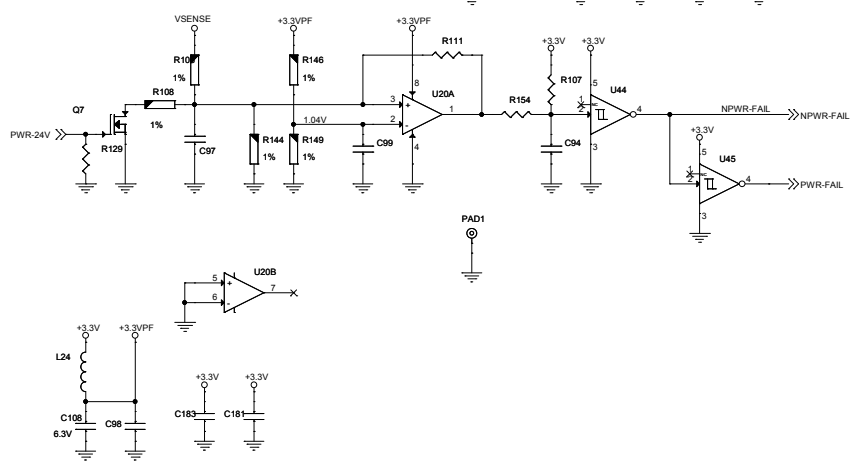 VSENSE
+3.3VPF
+3.3VPF
R10
1%
R146
1%
R111
+3.3V
+3.3V
R108
1%
8
U20A
R107
5
U44
Q7
3
+
1
R154
1
NC
2
4
NPWR-FAIL
NPWR-FAIL
PWR-24V
1.04V
2
-
R129
C97
R144
1%
R149
1%
C99
4
C94
3
+3.3V
5
U45
1
NC
2
4
PWR-FAIL
3
PAD1
U20B
5
+
6
-
7
+3.3V
+3.3VPF
L24
+3.3V
+3.3V
C108
6.3V
C98
C183
C181